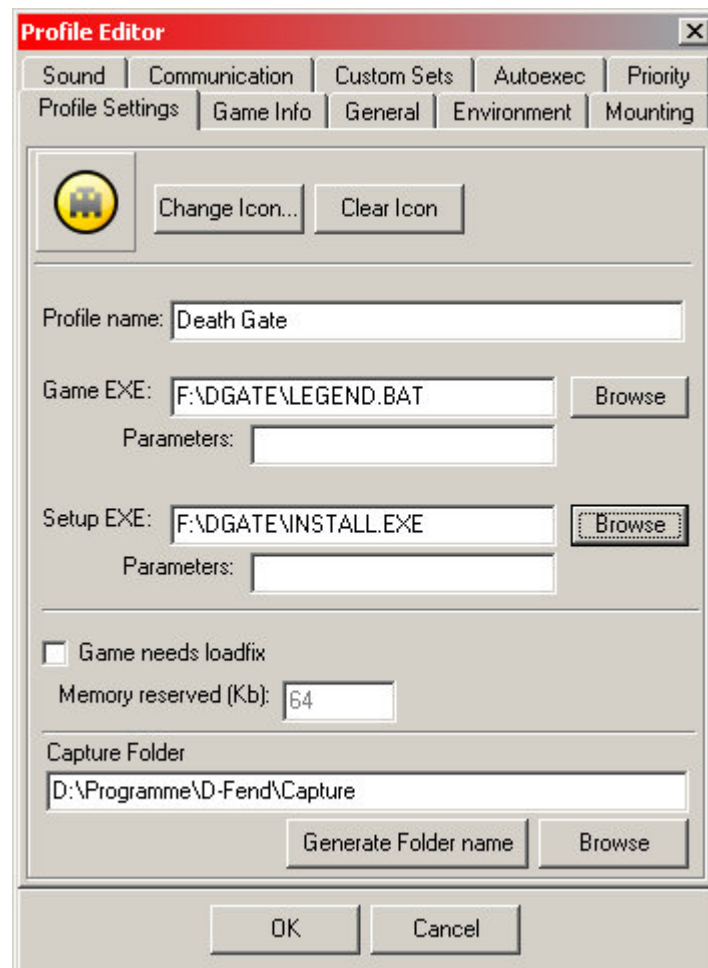 Profile Editor
Sound Communication Custom Sets Autoexec Priority
Profile Settings Game Info General Environment Mounting
Change Icon... Clear Icon
Profile name: Death Gate
Game EXE: F:\DGATE\LEGEND.BAT Browse
Parameters:
Setup EXE: F:\DGATE\INSTALL.EXE Browse
Parameters:
Game needs loadfix
Memory reserved (Kb): 64
Capture Folder
D:\Programme\D-Fend\Capture
Generate Folder name Browse
OK Cancel